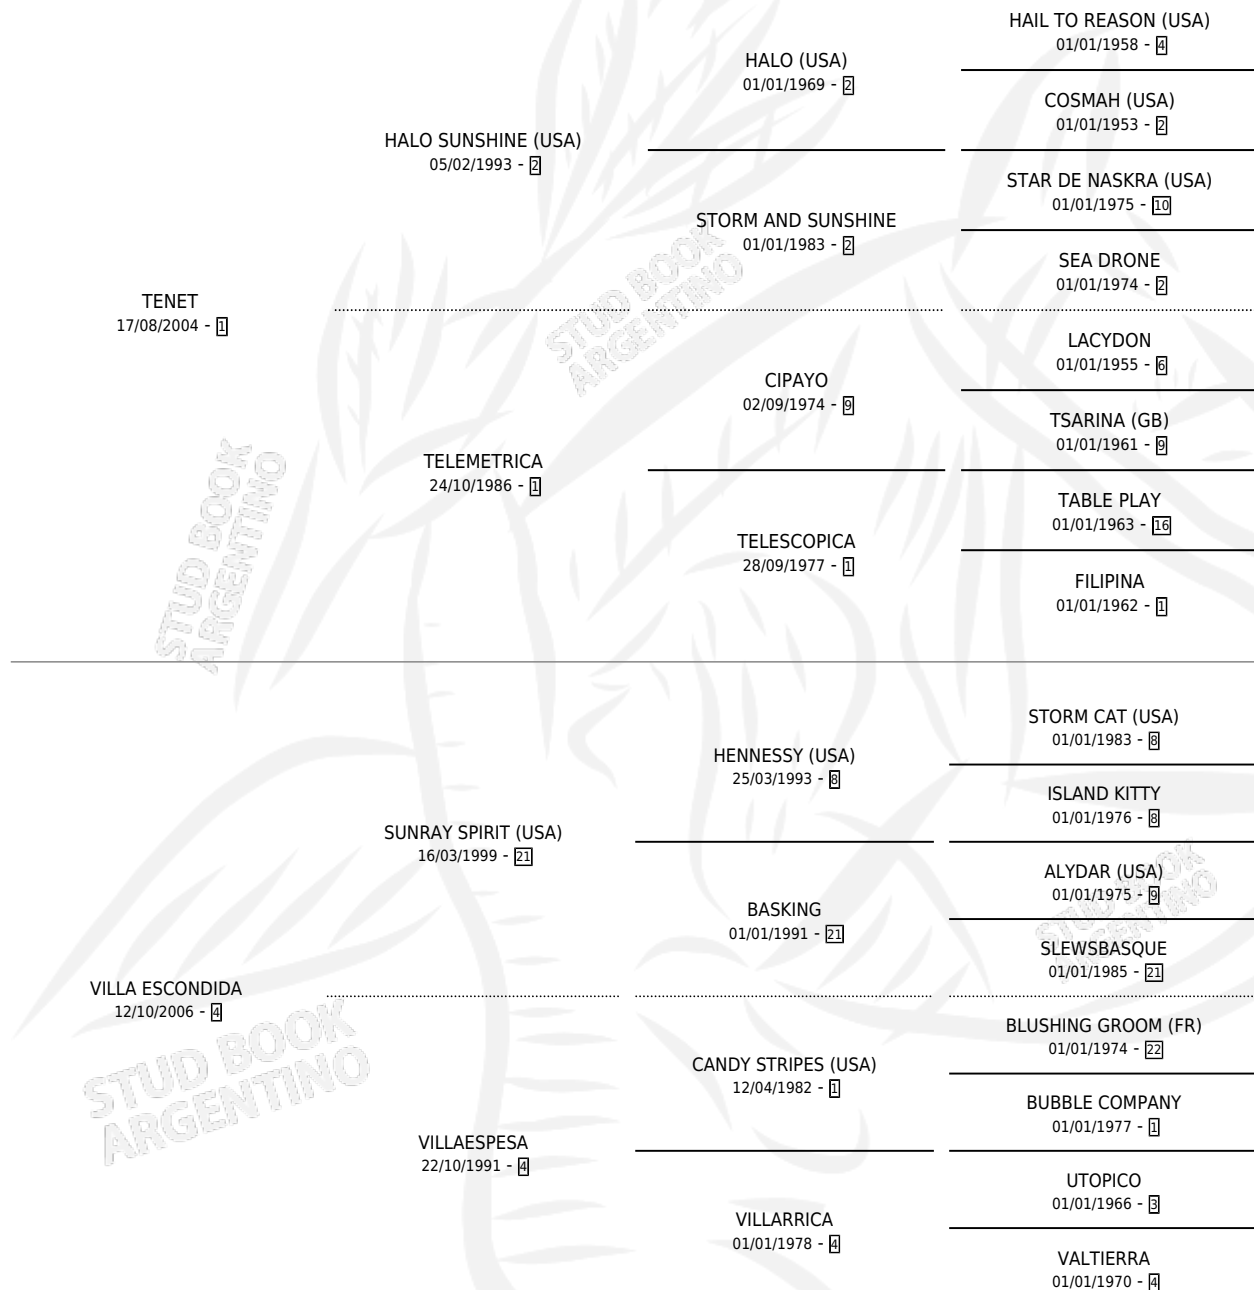 HAIL TO REASON (USA)
01/01/1958 - 4
HALO (USA)
01/01/1969 - 2
COSMAH (USA)
01/01/1953 - 2
HALO SUNSHINE (USA)
05/02/1993 - 2
STAR DE NASKRA (USA)
01/01/1975 - 10
STORM AND SUNSHINE
01/01/1983 - 2
SEA DRONE
01/01/1974 - 2
TENET
17/08/2004 - 1
LACYDON
01/01/1955 - 6
CIPAYO
02/09/1974 - 9
TSARINA (GB)
01/01/1961 - 9
TELEMETRICA
24/10/1986 - 1
TABLE PLAY
01/01/1963 - 16
TELESCOPICA
28/09/1977 - 1
FILIPINA
01/01/1962 - 1
STORM CAT (USA)
01/01/1983 - 8
HENNESSY (USA)
25/03/1993 - 8
ISLAND KITTY
01/01/1976 - 8
SUNRAY SPIRIT (USA)
16/03/1999 - 21
ALYDAR (USA)
01/01/1975 - 9
BASKING
01/01/1991 - 21
SLEWSBASQUE
01/01/1985 - 21
VILLA ESCONDIDA
12/10/2006 - 4
BLUSHING GROOM (FR)
01/01/1974 - 22
CANDY STRIPES (USA)
12/04/1982 - 1
BUBBLE COMPANY
01/01/1977 - 1
VILLAESPESA
22/10/1991 - 4
UTOPICO
01/01/1966 - 3
VILLARRICA
01/01/1978 - 4
VALTIERRA
01/01/1970 - 4
STUD BOOK
ARGENTINO
STUD BOOK
ARGENTINO
STUD BOOK
ARGENTINO
STUD BOOK
ARGENTINO